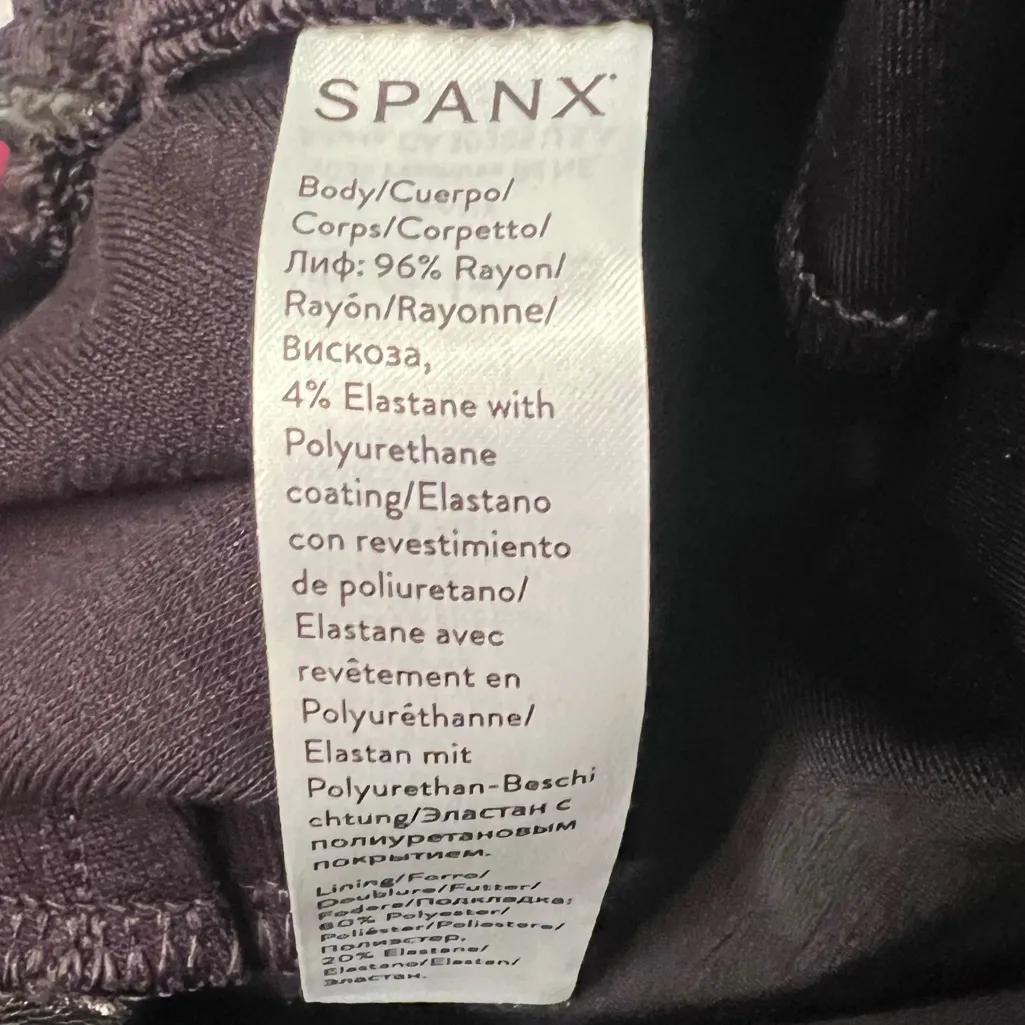 SPANX
Body/Cuerpo/
Corps/Corpetto/
Лиф: 96% Rayon/
Rayón/Rayonne/
Вискоза,
4% Elastane with
Polyurethane
coating/Elastano
con revestimiento
de poliuretano/
Elastane avec
revêtement en
Polyuréthanne/
Elastan mit
Polyurethan-Beschi
chtung/Эластан с
полиуретановым
покрытием.
Lining/Forro/
Doublure/Futter/
Fodera/Подкладка:
80% Polyester/
Poliéster/Poliestere/
Полиэстер,
20% Elastane/
Elastano/Elastan/
эластан.